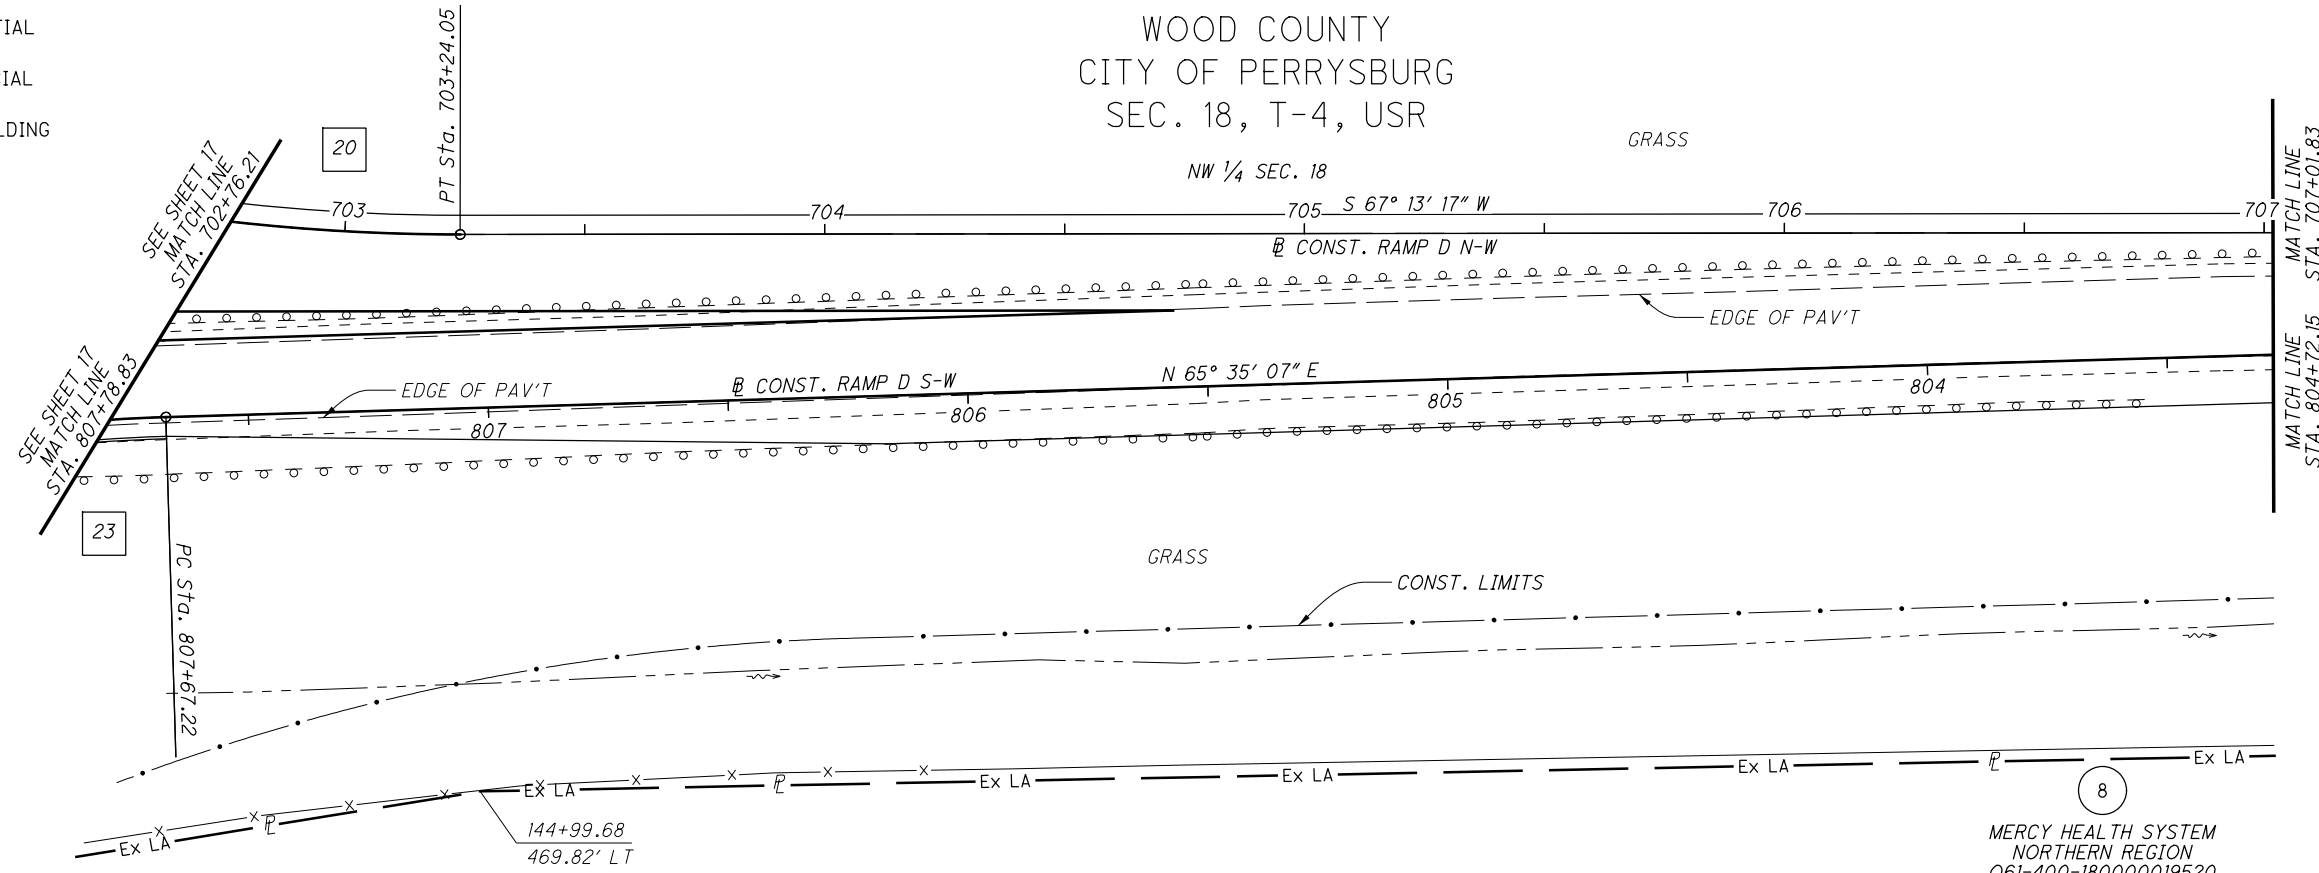 WOOD COUNTY
CITY OF PERRYSBURG
SEC. 18, T-4, USR
NW 1/4 SEC. 18
GRASS
20
PT Sta. 703+24.05
SEE SHEET 17
MATCH LINE
STA. 702+76.21
703
704
705
S 67° 13' 17" W
706
707
MATCH LINE
STA. 707+01.83
℄ CONST. RAMP D N-W
EDGE OF PAV'T
SEE SHEET 17
MATCH LINE
STA. 807+78.83
EDGE OF PAV'T
℄ CONST. RAMP D S-W
N 65° 35' 07" E
807
806
805
804
MATCH LINE
STA. 804+72.15
23
PC Sta. 807+67.22
GRASS
CONST. LIMITS
Ex LA
PL
Ex LA
PL
Ex LA
Ex LA
Ex LA
PL
Ex LA
144+99.68
469.82' LT
8
MERCY HEALTH SYSTEM
NORTHERN REGION